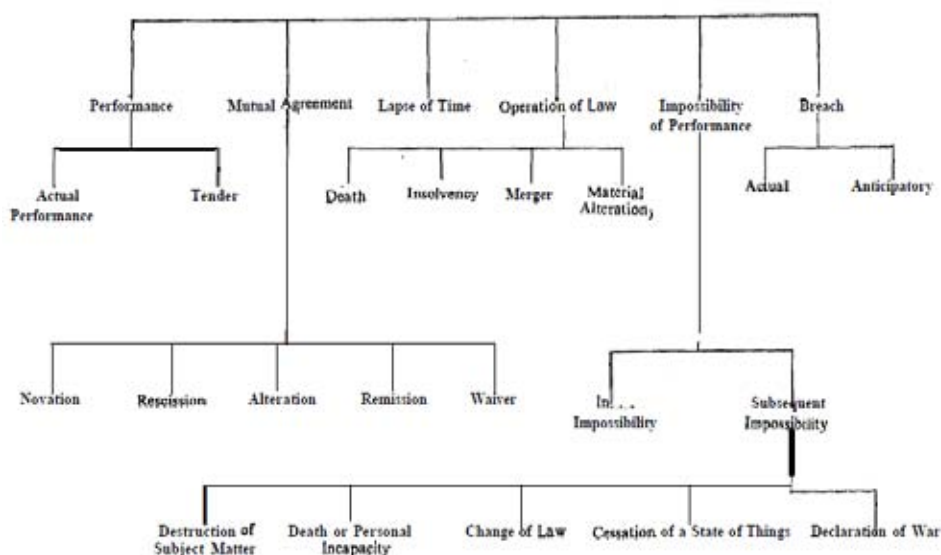 Performance
Mutual Agreement
Lapse of Time
Operation of Law
Impossibility
of Performance
Breach
Actual
Performance
Tender
Death
Insolvency
Merger
Material
Alteration,
Actual
Anticipatory
Novation
Rescission
Alteration
Remission
Waiver
Impossibility
Subsequent
Impossibility
Destruction of
Subject Matter
Death or Personal
Incapacity
Change of Law
Cessation of a State of Things
Declaration of War